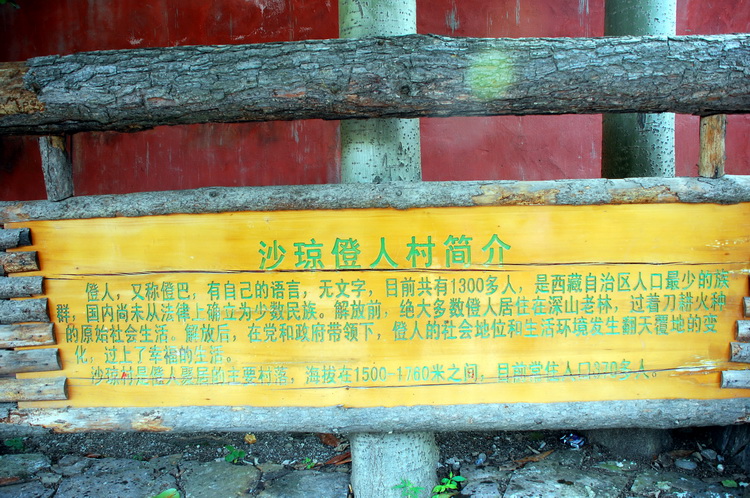 沙琼僜人村简介
僜人，又称僜巴，有自己的语言，无文字，目前共有1300多人，是西藏自治区人口最少的族
群，国内尚未从法律上确立为少数民族。解放前，绝大多数僜人居住在深山老林，过着刀耕火种
的原始社会生活。解放后，在党和政府带领下，僜人的社会地位和生活环境发生翻天覆地的变
化，过上了幸福的生活。
沙琼村是僜人聚居的主要村落，海拔在1500-1760米之间，目前常住人口370多人。